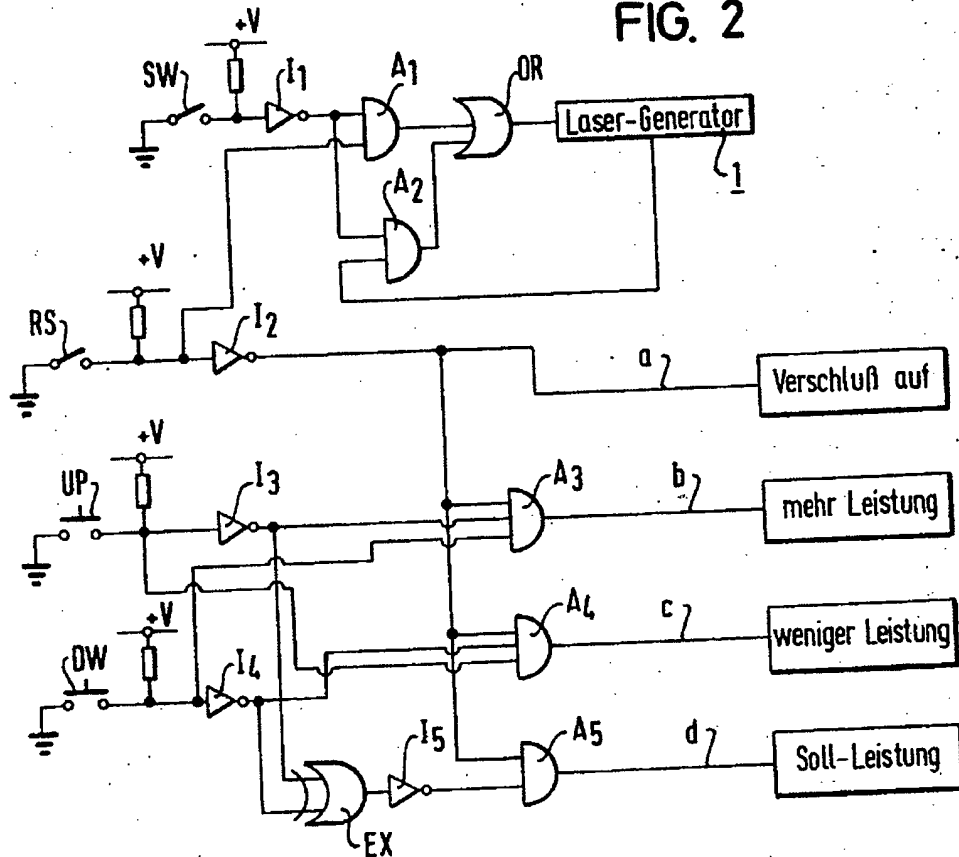 FIG. 2
+V
SW
I1
A1
OR
Laser-Generator
1
A2
+V
RS
I2
a
Verschluß auf
+V
UP
I3
A3
b
mehr Leistung
+V
DW
I4
A4
c
weniger Leistung
I5
A5
d
Soll-Leistung
EX